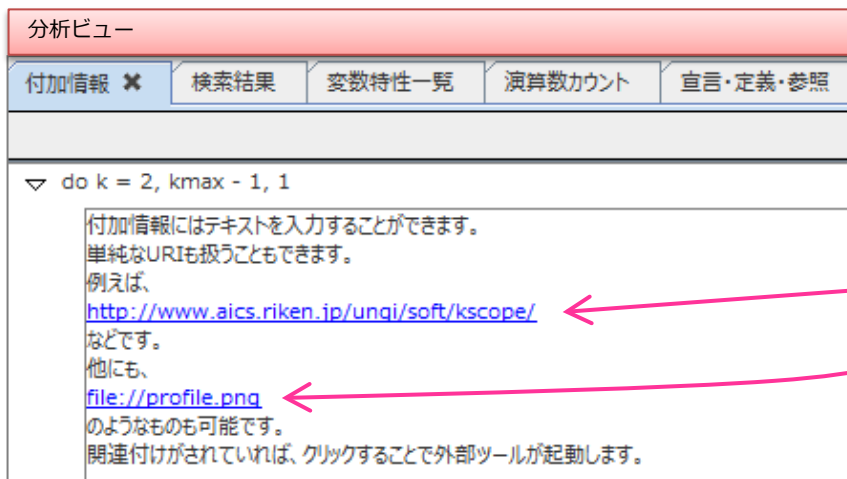 分析ビュー
付加情報 ✖ 検索結果 変数特性一覧 演算数カウント 宣言・定義・参照
▽ do k = 2, kmax - 1, 1
付加情報にはテキストを入力することができます。
単純なURIも扱うこともできます。
例えば、
http://www.aics.riken.jp/ungi/soft/kscope/
などです。
他にも、
file://profile.png
のようなものも可能です。
関連付けがされていれば、クリックすることで外部ツールが起動します。